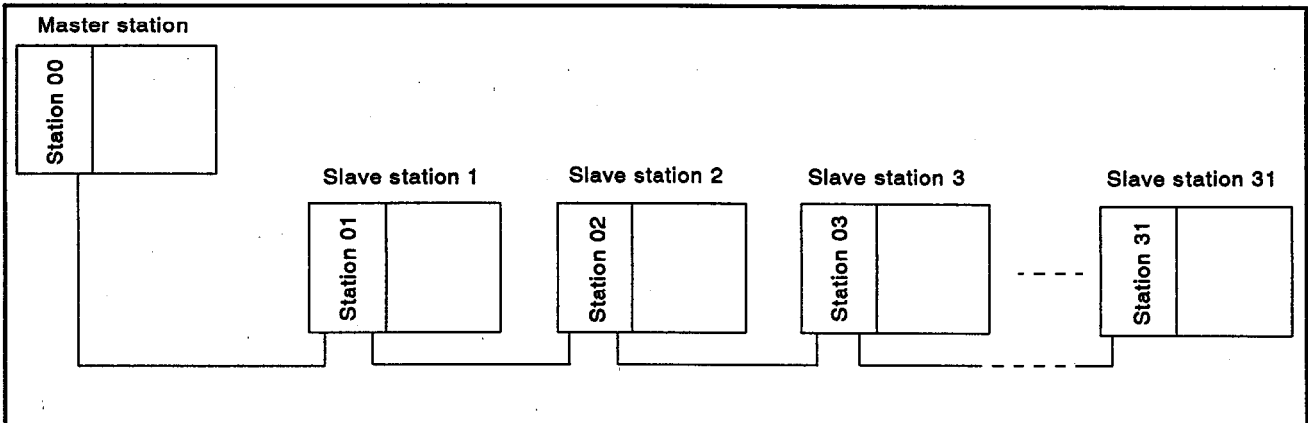 Master station
Station 00
Slave station 1
Slave station 2
Slave station 3
Slave station 31
Station 01
Station 02
Station 03
Station 31